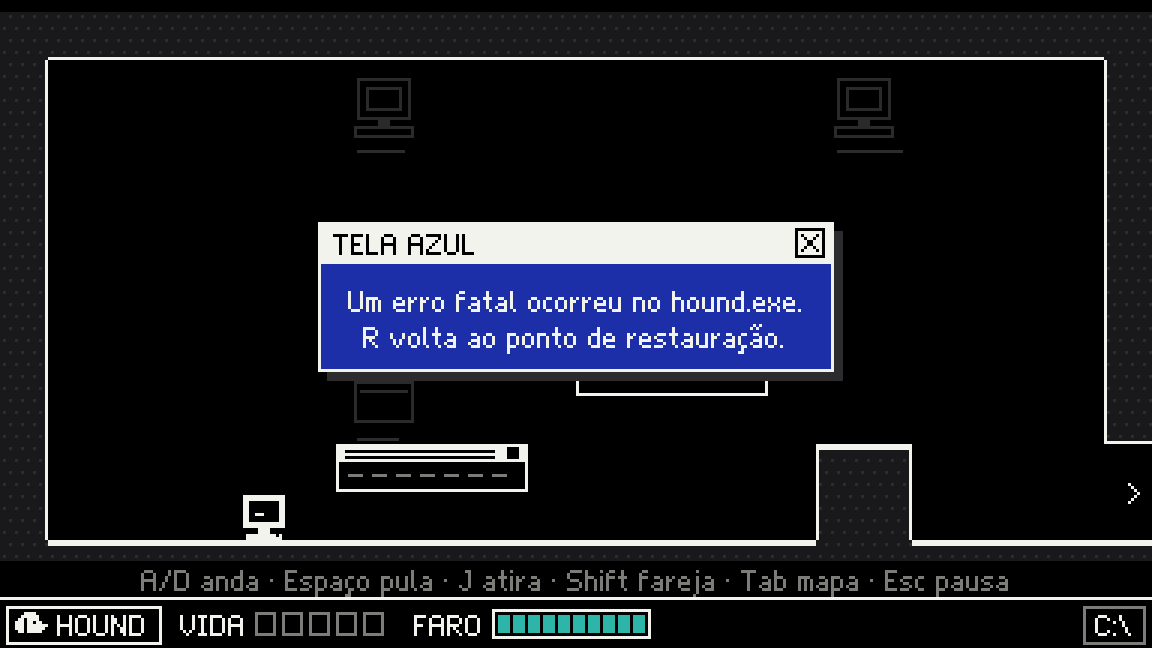 TELA AZUL
Um erro fatal ocorreu no hound.exe.
R volta ao ponto de restauração.
A/D anda · Espaço pula · J atira · Shift fareja · Tab mapa · Esc pausa
HOUND VIDA FARO C:\